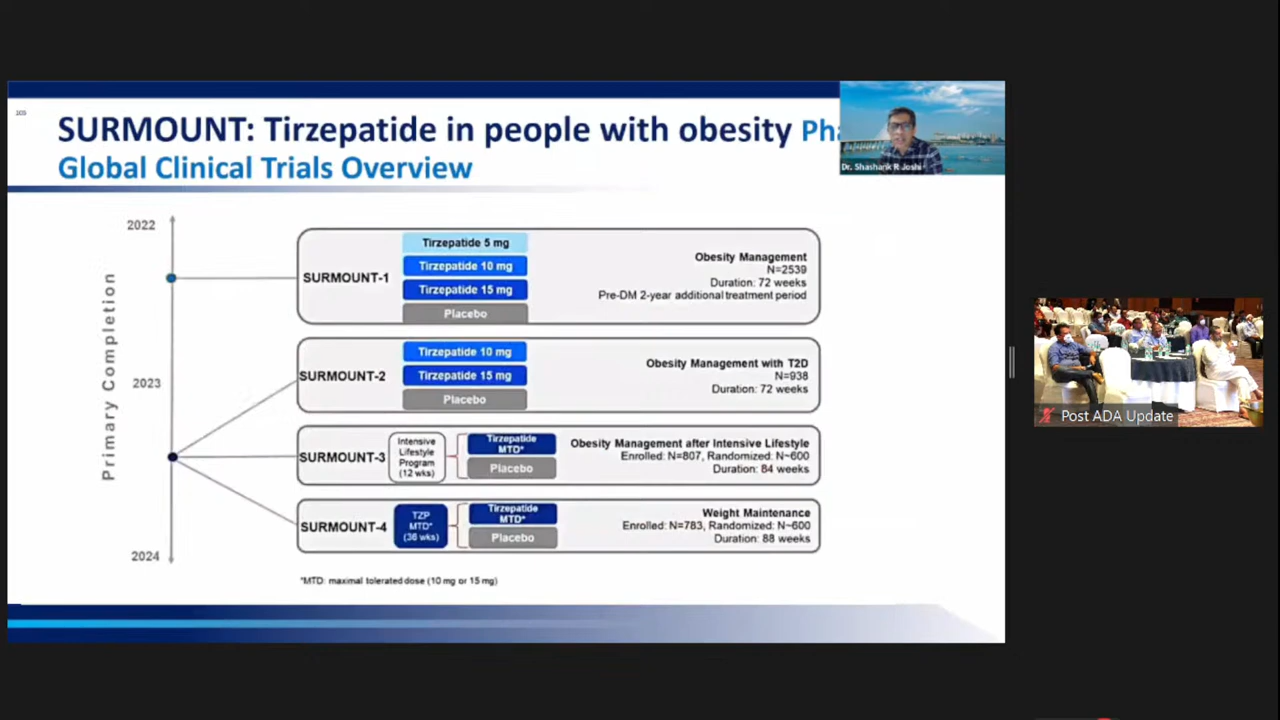 SURMOUNT: Tirzepatide in people with obesity Pha
Global Clinical Trials Overview
Dr. Shashank R Joshi
Primary Completion
2022
2023
2024
SURMOUNT-1
Tirzepatide 5 mg
Tirzepatide 10 mg
Tirzepatide 15 mg
Placebo
Obesity Management
N=2539
Duration: 72 weeks
Pre-DM 2-year additional treatment period
SURMOUNT-2
Tirzepatide 10 mg
Tirzepatide 15 mg
Placebo
Obesity Management with T2D
N=938
Duration: 72 weeks
SURMOUNT-3
Intensive
Lifestyle
Program
(12 wks)
Tirzepatide
MTD*
Placebo
Obesity Management after Intensive Lifestyle
Enrolled: N=807, Randomized: N~600
Duration: 84 weeks
SURMOUNT-4
TZP
MTD*
(36 wks)
Tirzepatide
MTD*
Placebo
Weight Maintenance
Enrolled: N=783, Randomized: N~600
Duration: 88 weeks
*MTD: maximal tolerated dose (10 mg or 15 mg)
Post ADA Update